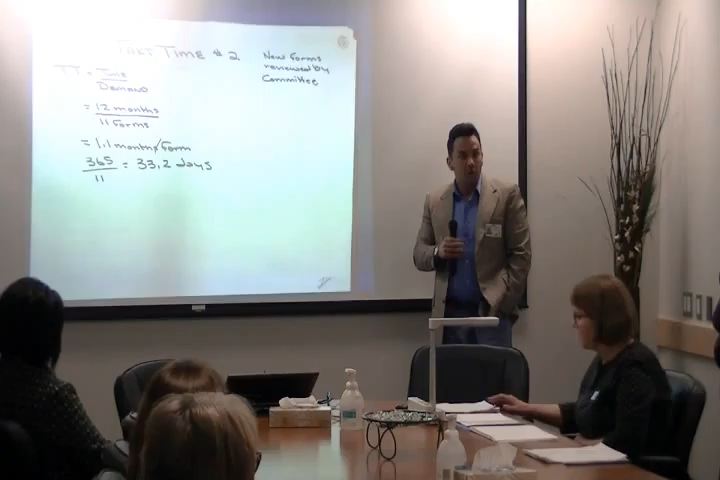 TAKT TIME # 2
TT = Time
Demand
= 12 months
11 forms
= 1.1 months/form
365 = 33.2 days
11
New forms
reviewed by
Committee